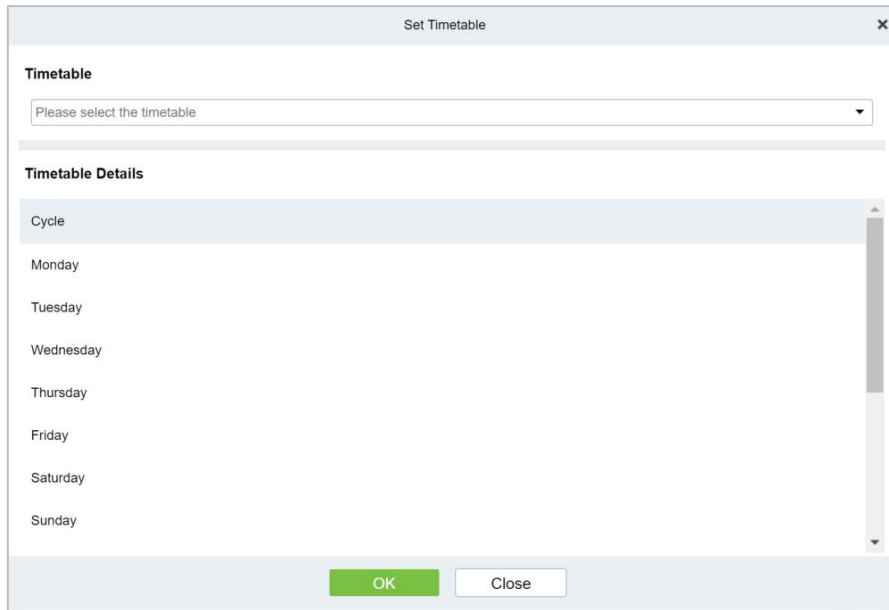 Set Timetable
Timetable
Please select the timetable
Timetable Details
Cycle
Monday
Tuesday
Wednesday
Thursday
Friday
Saturday
Sunday
OK Close